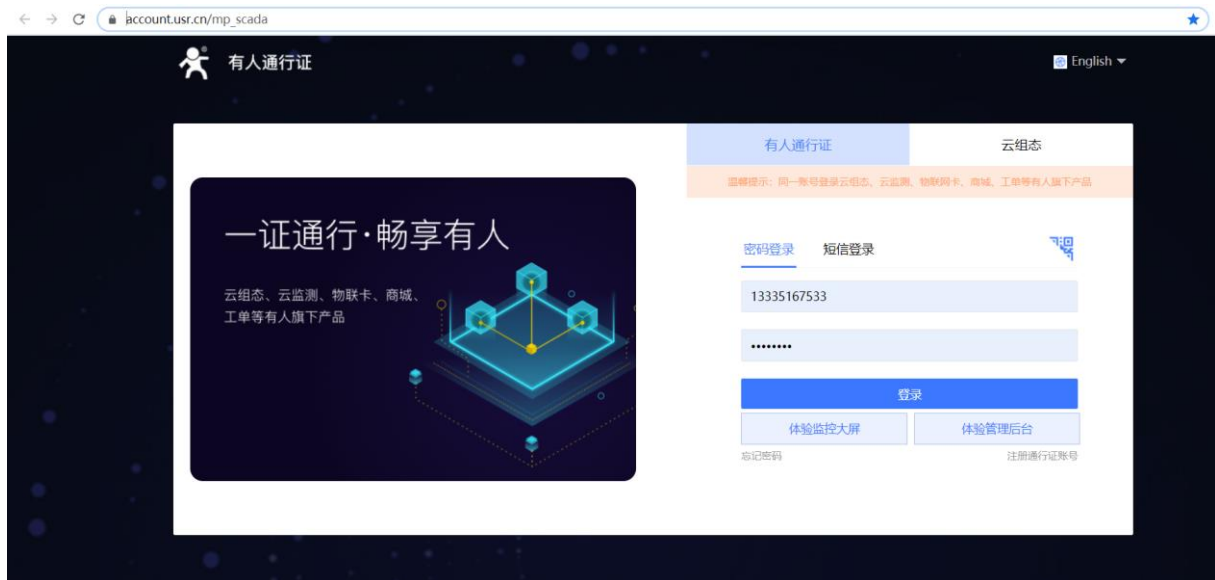 account.usr.cn/mp_scada
有人通行证
English
有人通行证
云组态
温馨提示：同一账号登录云组态、云监测、物联网卡、商城、工单等有人旗下产品
一证通行·畅享有人
云组态、云监测、物联卡、商城、
工单等有人旗下产品
密码登录
短信登录
13335167533
••••••••
登录
体验监控大屏
体验管理后台
忘记密码
注册通行证账号